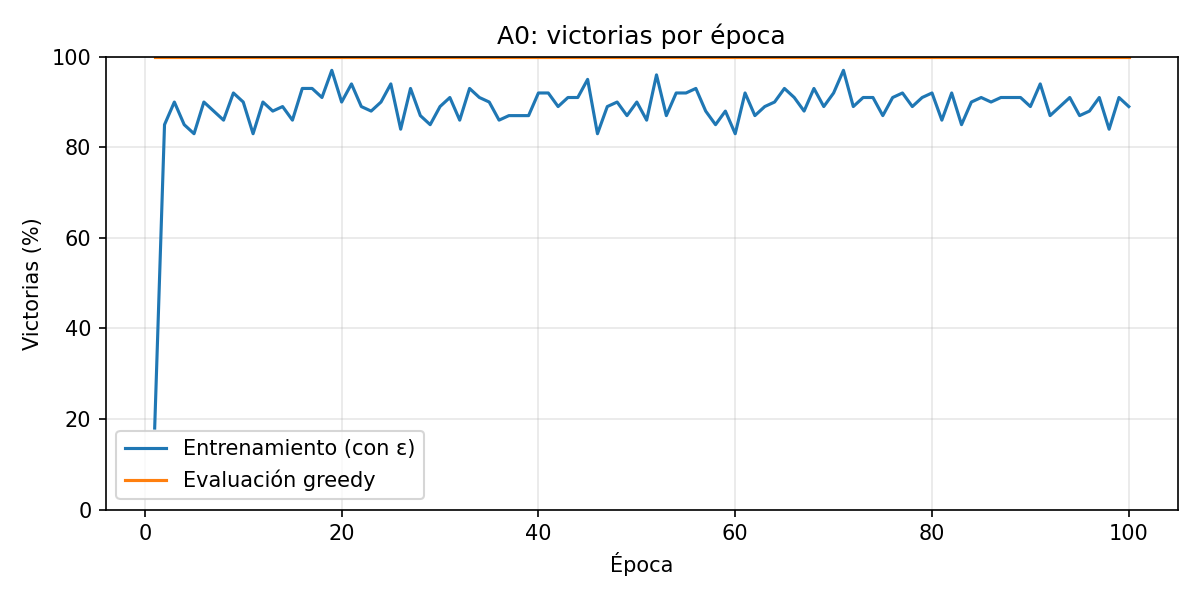 A0: victorias por época
Victorias (%)
100
80
60
40
20
0
Entrenamiento (con ε)
Evaluación greedy
0 20 40 60 80 100
Época